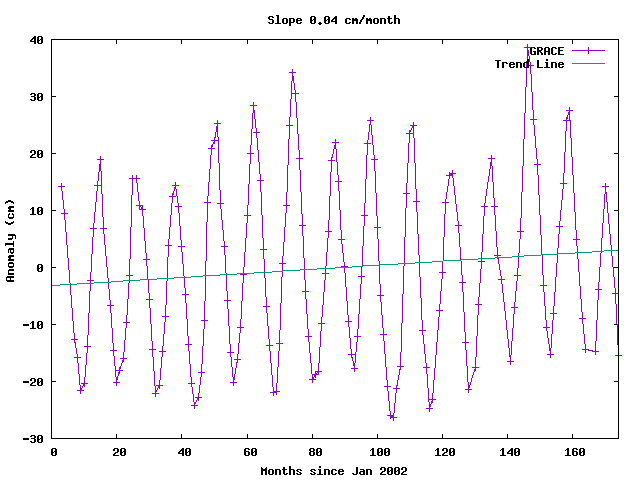 Slope 0.04 cm/month
GRACE
Trend Line
40
30
20
10
0
-10
-20
-30
Anomaly (cm)
0 20 40 60 80 100 120 140 160
Months since Jan 2002